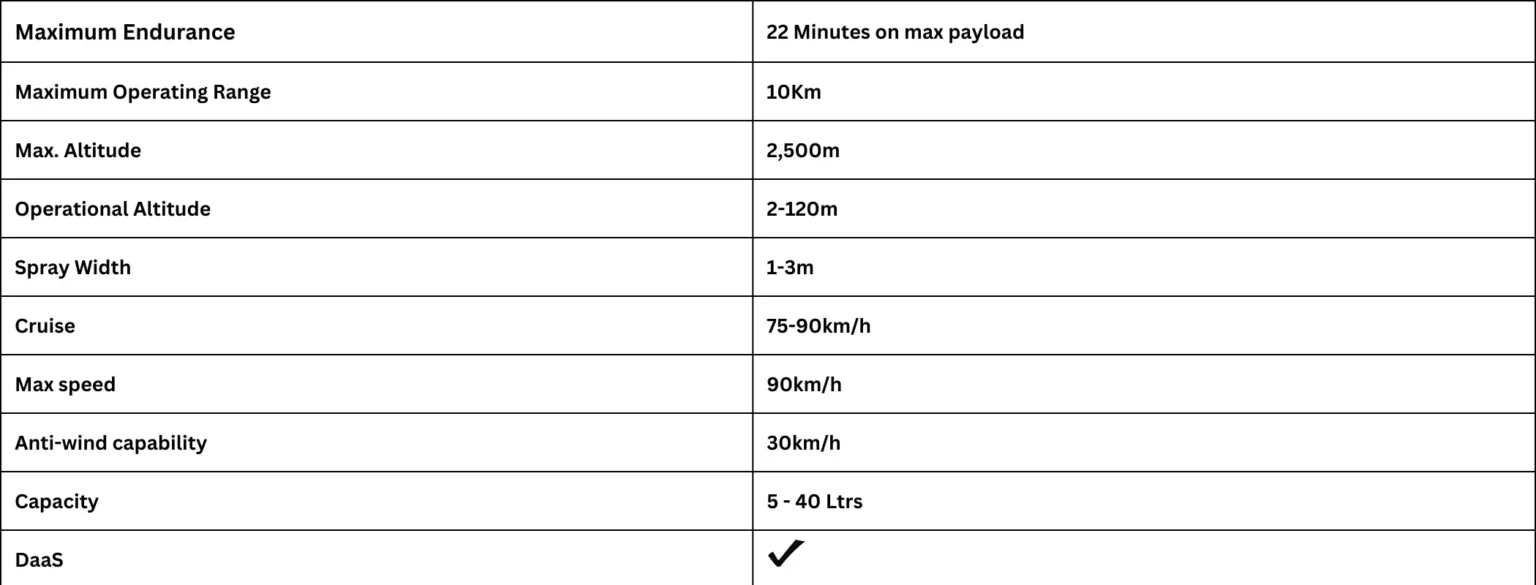 Maximum Endurance 22 Minutes on max payload
Maximum Operating Range 10Km
Max. Altitude 2,500m
Operational Altitude 2-120m
Spray Width 1-3m
Cruise 75-90km/h
Max speed 90km/h
Anti-wind capability 30km/h
Capacity 5 - 40 Ltrs
DaaS ✓